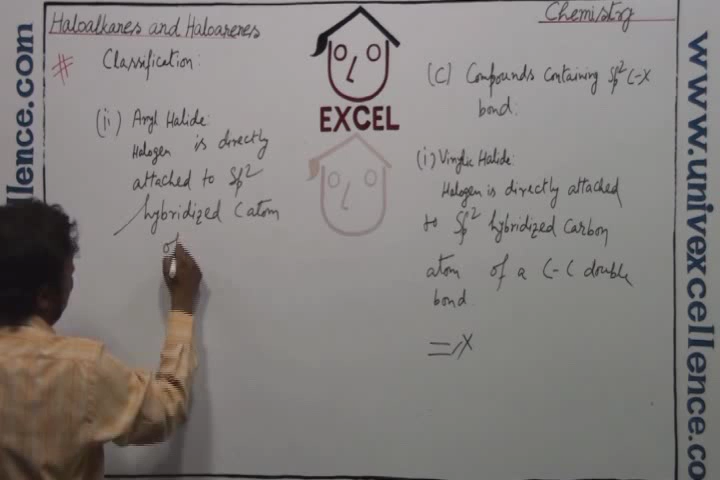 Haloalkanes and Haloarenes
Chemistry
# Classification:
EXCEL
(C) Compounds containing Sp² C-X
bond:
(i) Vinylic Halide:
Halogen is directly attached
to Sp² hybridized Carbon
atom of a C-C double
bond.
=/X
(ii) Aryl Halide:
Halogen is directly
attached to Sp²
hybridized C atom
of
ellence.com
www.univexcellence.co